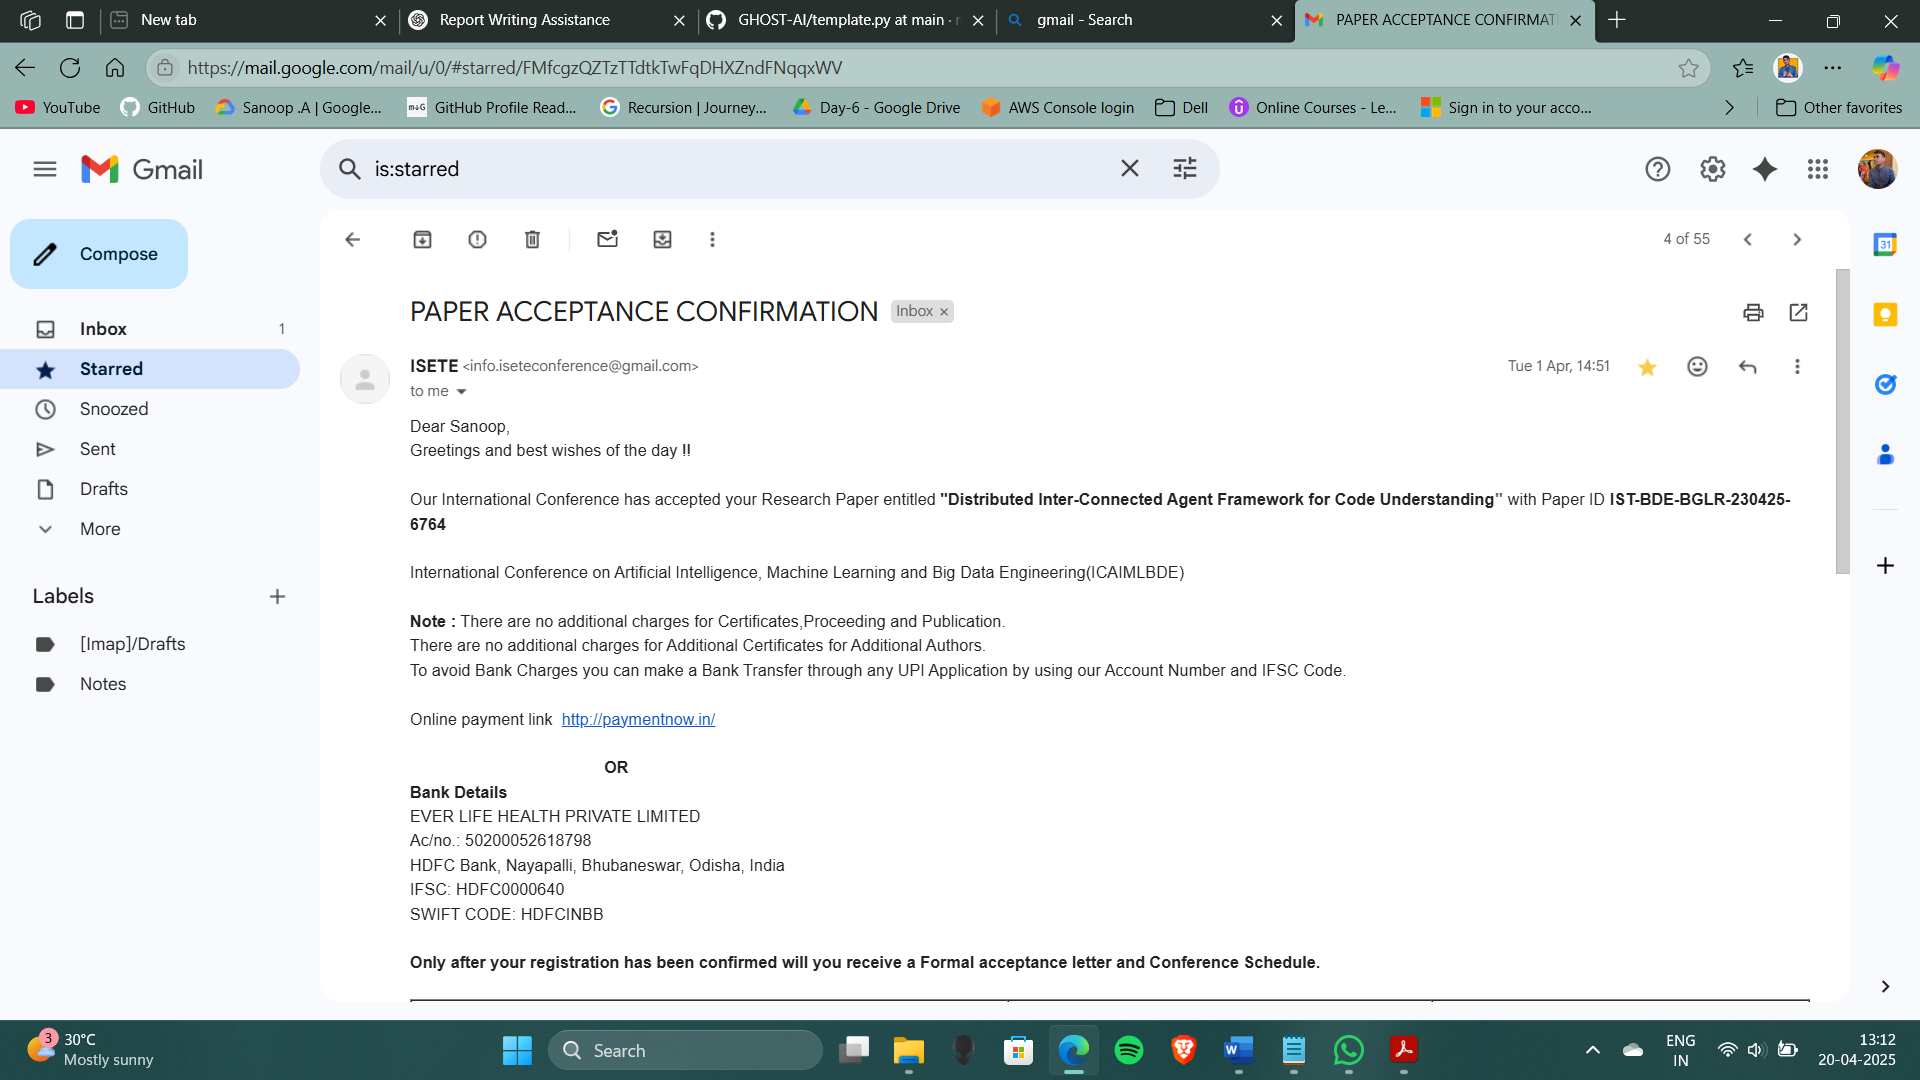 New tab
Report Writing Assistance
GHOST-AI/template.py at main ·
gmail - Search
PAPER ACCEPTANCE CONFIRMATI
https://mail.google.com/mail/u/0/#starred/FMfcgzQZTzTTdtkTwFqDHXZndFNqqxWV
YouTube
GitHub
Sanoop .A | Google...
GitHub Profile Read...
Recursion | Journey...
Day-6 - Google Drive
AWS Console login
Dell
Online Courses - Le...
Sign in to your acco...
Other favorites
Gmail
is:starred
Compose
4 of 55
Inbox 1
Starred
Snoozed
Sent
Drafts
More
Labels
[Imap]/Drafts
Notes
PAPER ACCEPTANCE CONFIRMATION Inbox ×
ISETE <info.iseteconference@gmail.com>
Tue 1 Apr, 14:51
to me
Dear Sanoop,
Greetings and best wishes of the day !!
Our International Conference has accepted your Research Paper entitled "Distributed Inter-Connected Agent Framework for Code Understanding" with Paper ID IST-BDE-BGLR-230425-
6764
International Conference on Artificial Intelligence, Machine Learning and Big Data Engineering(ICAIMLBDE)
Note : There are no additional charges for Certificates,Proceeding and Publication.
There are no additional charges for Additional Certificates for Additional Authors.
To avoid Bank Charges you can make a Bank Transfer through any UPI Application by using our Account Number and IFSC Code.
Online payment link http://paymentnow.in/
OR
Bank Details
EVER LIFE HEALTH PRIVATE LIMITED
Ac/no.: 50200052618798
HDFC Bank, Nayapalli, Bhubaneswar, Odisha, India
IFSC: HDFC0000640
SWIFT CODE: HDFCINBB
Only after your registration has been confirmed will you receive a Formal acceptance letter and Conference Schedule.
31
3
30°C
Mostly sunny
Search
ENG
IN
13:12
20-04-2025